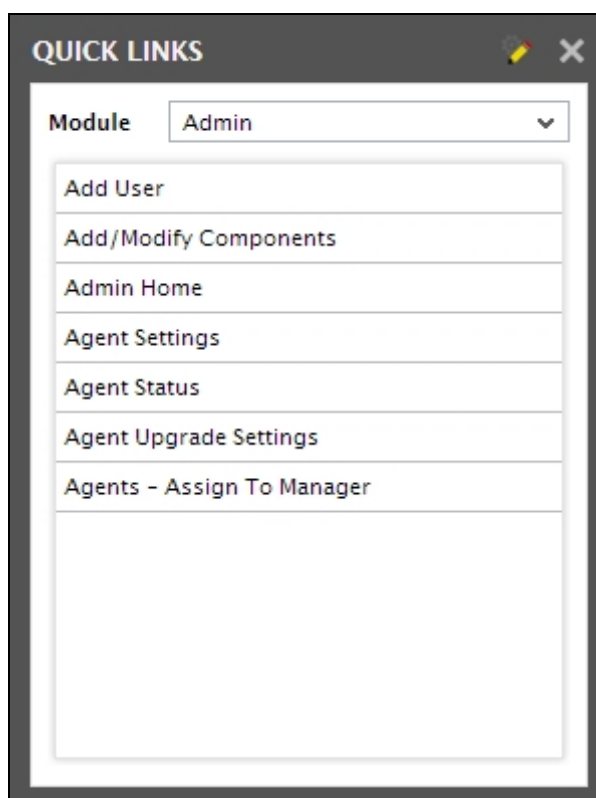 QUICK LINKS
Module Admin
Add User
Add/Modify Components
Admin Home
Agent Settings
Agent Status
Agent Upgrade Settings
Agents - Assign To Manager